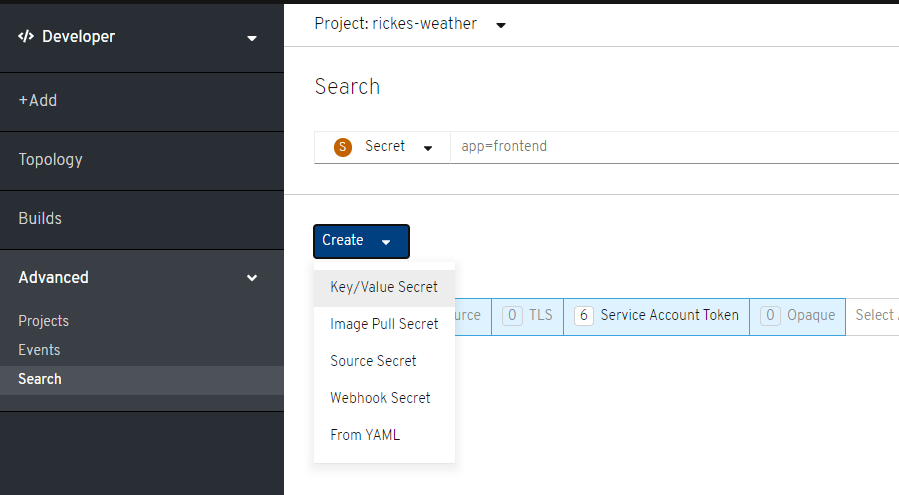 </> Developer
+Add
Topology
Builds
Advanced
Projects
Events
Search
Project: rickes-weather
Search
S Secret app=frontend
Create
Key/Value Secret
Image Pull Secret
Source Secret
Webhook Secret
From YAML
0 TLS 6 Service Account Token 0 Opaque Select